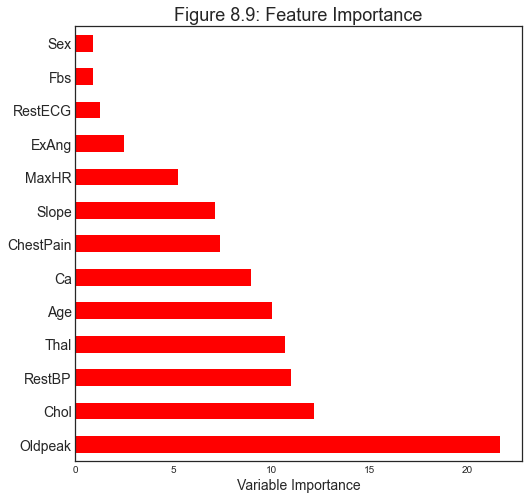 Figure 8.9: Feature Importance
Sex
Fbs
RestECG
ExAng
MaxHR
Slope
ChestPain
Ca
Age
Thal
RestBP
Chol
Oldpeak
0 5 10 15 20
Variable Importance